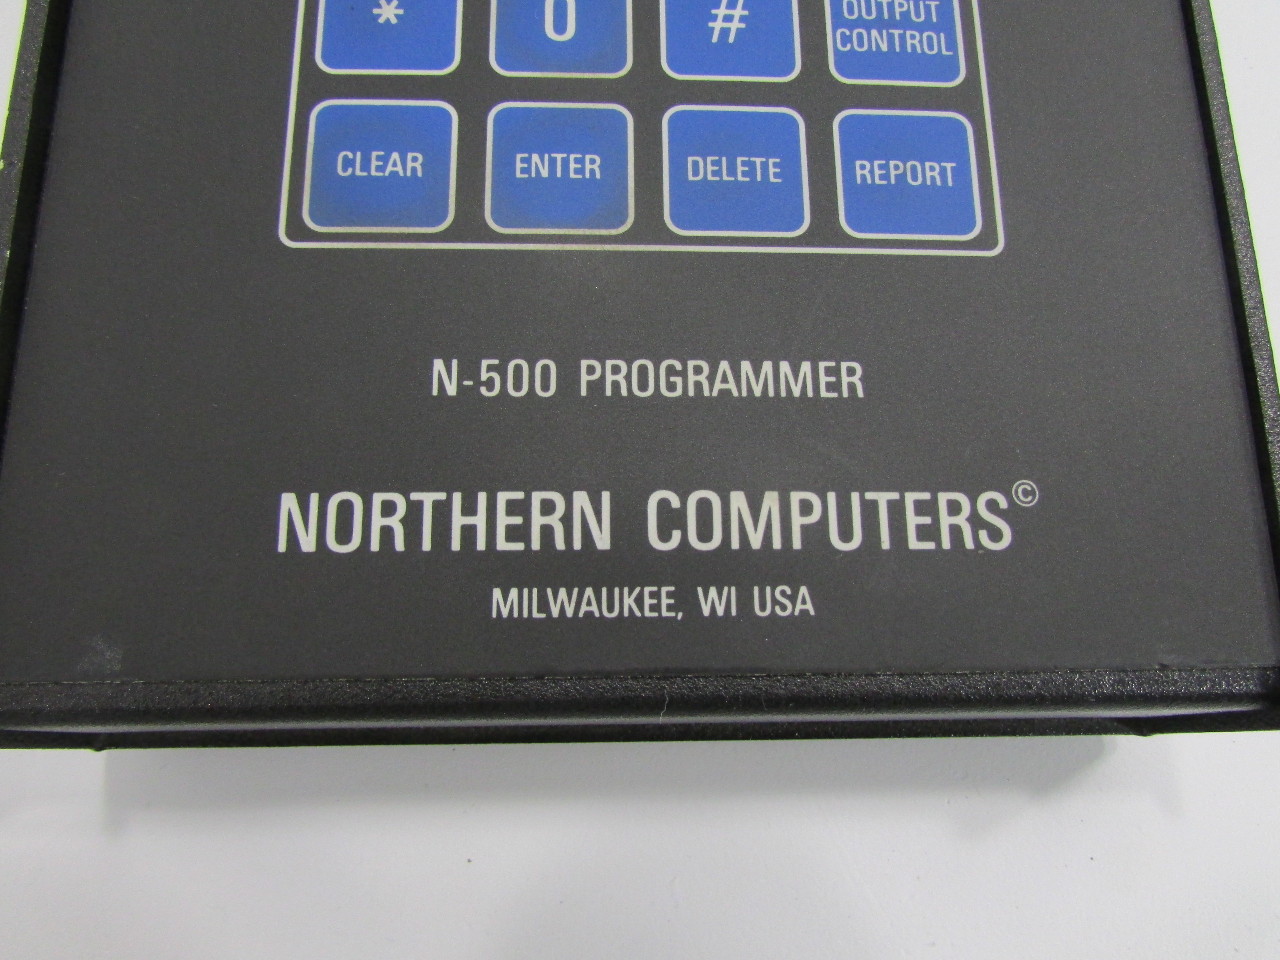 * 0 # OUTPUT
CONTROL
CLEAR ENTER DELETE REPORT
N-500 PROGRAMMER
NORTHERN COMPUTERS©
MILWAUKEE, WI USA